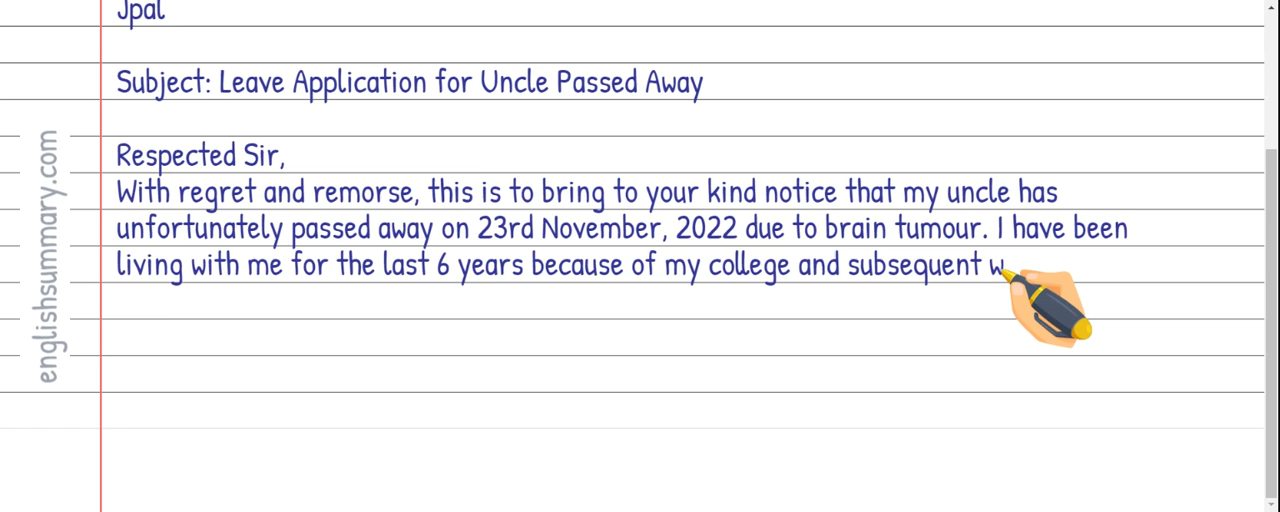 Jpal
Subject: Leave Application for Uncle Passed Away
Respected Sir,
With regret and remorse, this is to bring to your kind notice that my uncle has
unfortunately passed away on 23rd November, 2022 due to brain tumour. I have been
living with me for the last 6 years because of my college and subsequent w
englishsummary.com